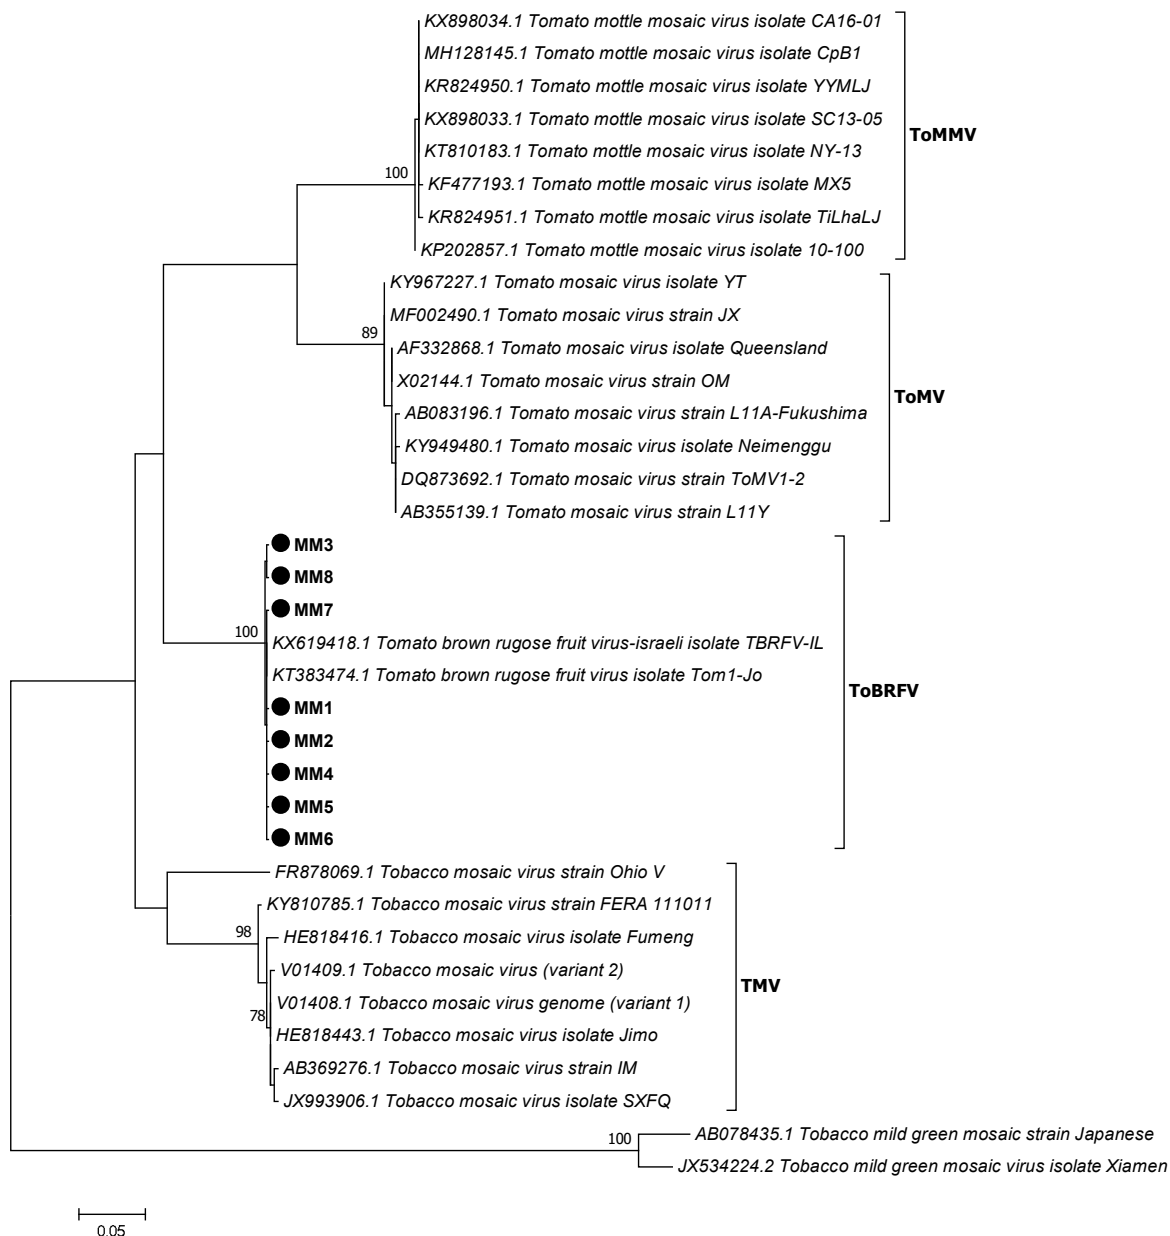 KX898034.1 Tomato mottle mosaic virus isolate CA16-01
MH128145.1 Tomato mottle mosaic virus isolate CpB1
KR824950.1 Tomato mottle mosaic virus isolate YYMLJ
KX898033.1 Tomato mottle mosaic virus isolate SC13-05
ToMMV
KT810183.1 Tomato mottle mosaic virus isolate NY-13
100
KF477193.1 Tomato mottle mosaic virus isolate MX5
KR824951.1 Tomato mottle mosaic virus isolate TiLhaLJ
KP202857.1 Tomato mottle mosaic virus isolate 10-100
KY967227.1 Tomato mosaic virus isolate YT
MF002490.1 Tomato mosaic virus strain JX
89
AF332868.1 Tomato mosaic virus isolate Queensland
X02144.1 Tomato mosaic virus strain OM
ToMV
AB083196.1 Tomato mosaic virus strain L11A-Fukushima
KY949480.1 Tomato mosaic virus isolate Neimenggu
DQ873692.1 Tomato mosaic virus strain ToMV1-2
AB355139.1 Tomato mosaic virus strain L11Y
MM3
MM8
MM7
100
KX619418.1 Tomato brown rugose fruit virus-israeli isolate TBRFV-IL
KT383474.1 Tomato brown rugose fruit virus isolate Tom1-Jo
ToBRFV
MM1
MM2
MM4
MM5
MM6
FR878069.1 Tobacco mosaic virus strain Ohio V
KY810785.1 Tobacco mosaic virus strain FERA 111011
98
HE818416.1 Tobacco mosaic virus isolate Fumeng
V01409.1 Tobacco mosaic virus (variant 2)
TMV
V01408.1 Tobacco mosaic virus genome (variant 1)
78
HE818443.1 Tobacco mosaic virus isolate Jimo
AB369276.1 Tobacco mosaic virus strain IM
JX993906.1 Tobacco mosaic virus isolate SXFQ
100
AB078435.1 Tobacco mild green mosaic strain Japanese
JX534224.2 Tobacco mild green mosaic virus isolate Xiamen
0.05